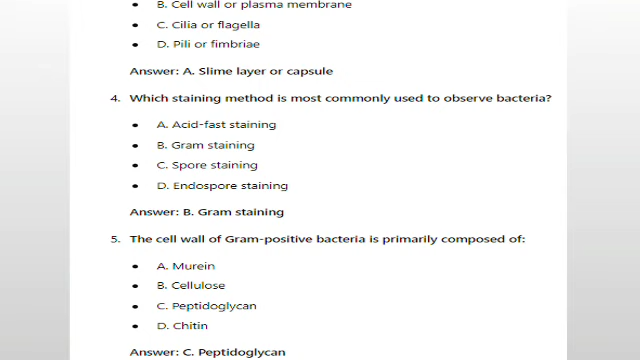 • B. Cell wall or plasma membrane
• C. Cilia or flagella
• D. Pili or fimbriae
Answer: A. Slime layer or capsule
4. Which staining method is most commonly used to observe bacteria?
• A. Acid-fast staining
• B. Gram staining
• C. Spore staining
• D. Endospore staining
Answer: B. Gram staining
5. The cell wall of Gram-positive bacteria is primarily composed of:
• A. Murein
• B. Cellulose
• C. Peptidoglycan
• D. Chitin
Answer: C. Peptidoglycan